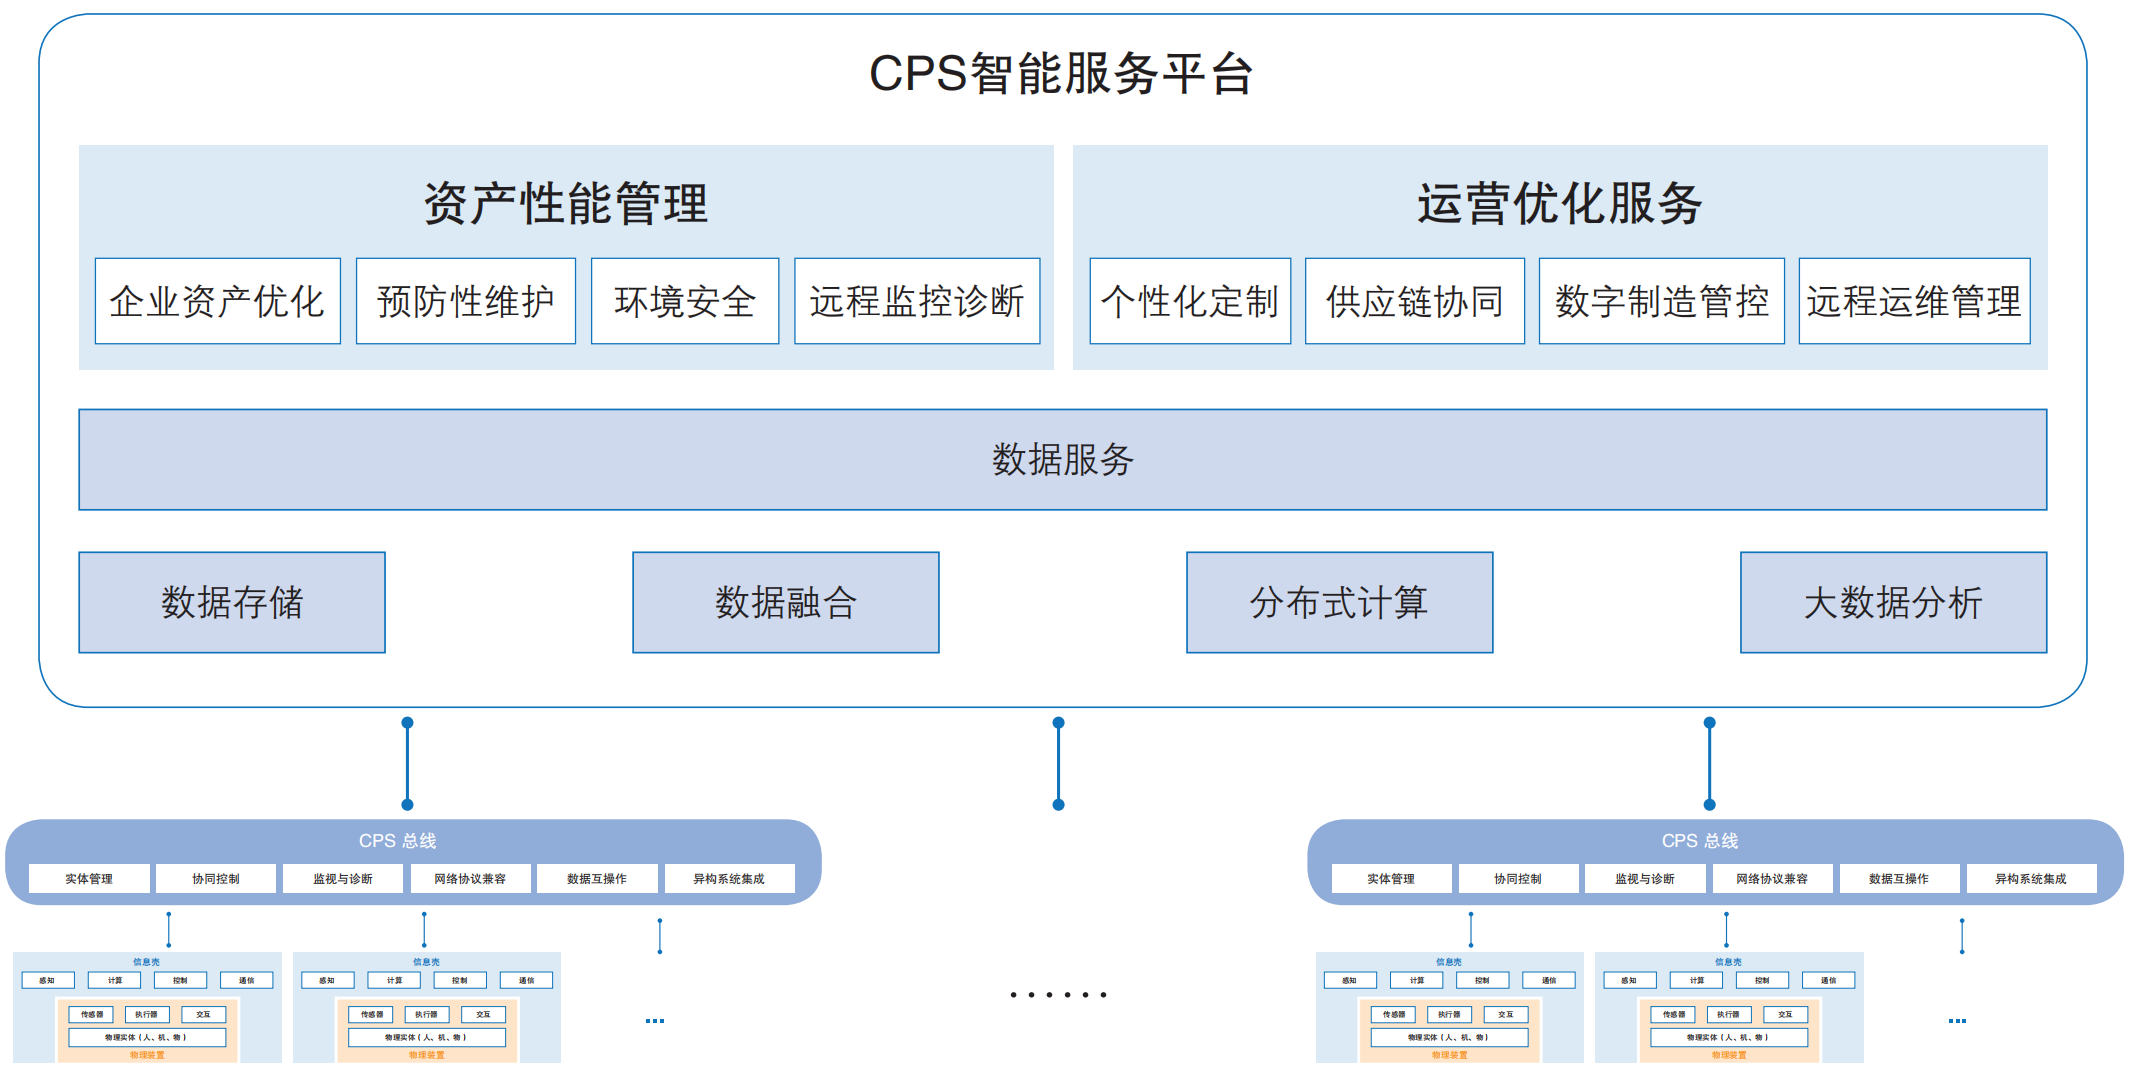 CPS智能服务平台
资产性能管理
运营优化服务
企业资产优化 预防性维护 环境安全 远程监控诊断
个性化定制 供应链协同 数字制造管控 远程运维管理
数据服务
数据存储 数据融合 分布式计算 大数据分析
CPS 总线
实体管理 协同控制 监视与诊断 网络协议兼容 数据互操作 异构系统集成
CPS 总线
实体管理 协同控制 监视与诊断 网络协议兼容 数据互操作 异构系统集成
信息壳
感知 计算 控制 通信
传感器 执行器 交互
物理实体（人、机、物）
物理装置
信息壳
感知 计算 控制 通信
传感器 执行器 交互
物理实体（人、机、物）
物理装置
...
......
信息壳
感知 计算 控制 通信
传感器 执行器 交互
物理实体（人、机、物）
物理装置
信息壳
感知 计算 控制 通信
传感器 执行器 交互
物理实体（人、机、物）
物理装置
...